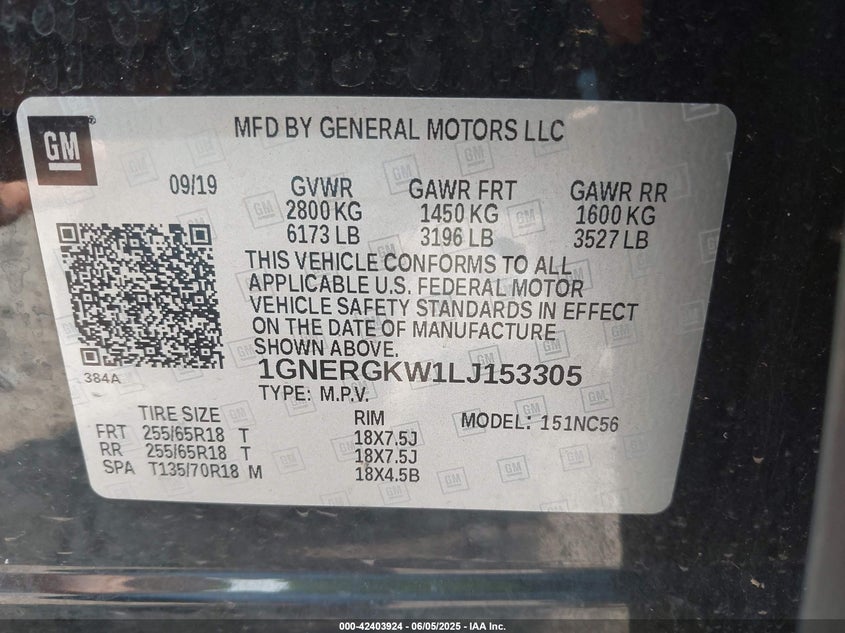 GM
MFD BY GENERAL MOTORS LLC
09/19 GVWR GAWR FRT GAWR RR
2800 KG 1450 KG 1600 KG
6173 LB 3196 LB 3527 LB
THIS VEHICLE CONFORMS TO ALL
APPLICABLE U.S. FEDERAL MOTOR
VEHICLE SAFETY STANDARDS IN EFFECT
ON THE DATE OF MANUFACTURE
SHOWN ABOVE.
384A
1GNERGKW1LJ153305
TYPE: M.P.V.
TIRE SIZE RIM MODEL: 151NC56
FRT 255/65R18 T 18X7.5J
RR 255/65R18 T 18X7.5J
SPA T135/70R18 M 18X4.5B
000-42403924 - 06/05/2025 - IAA Inc.